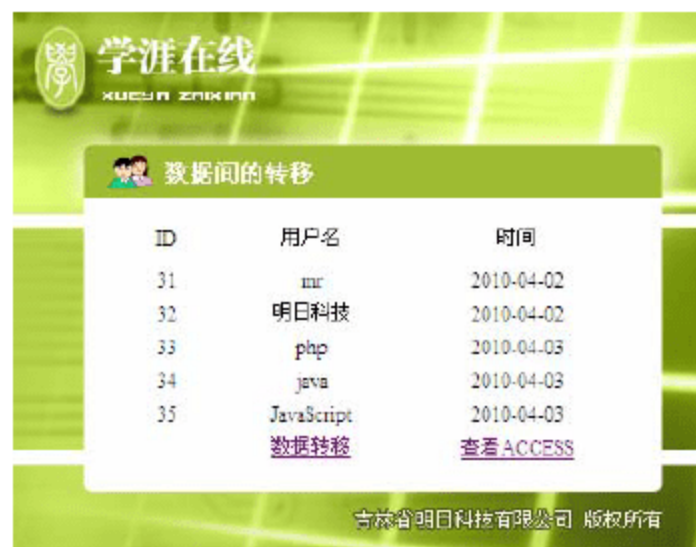 學
学涯在线
XUEYA ZAIXIAN
数据间的转移
ID 用户名 时间
31 mr 2010-04-02
32 明日科技 2010-04-02
33 php 2010-04-03
34 java 2010-04-03
35 JavaScript 2010-04-03
数据转移 查看ACCESS
吉林省明日科技有限公司 版权所有